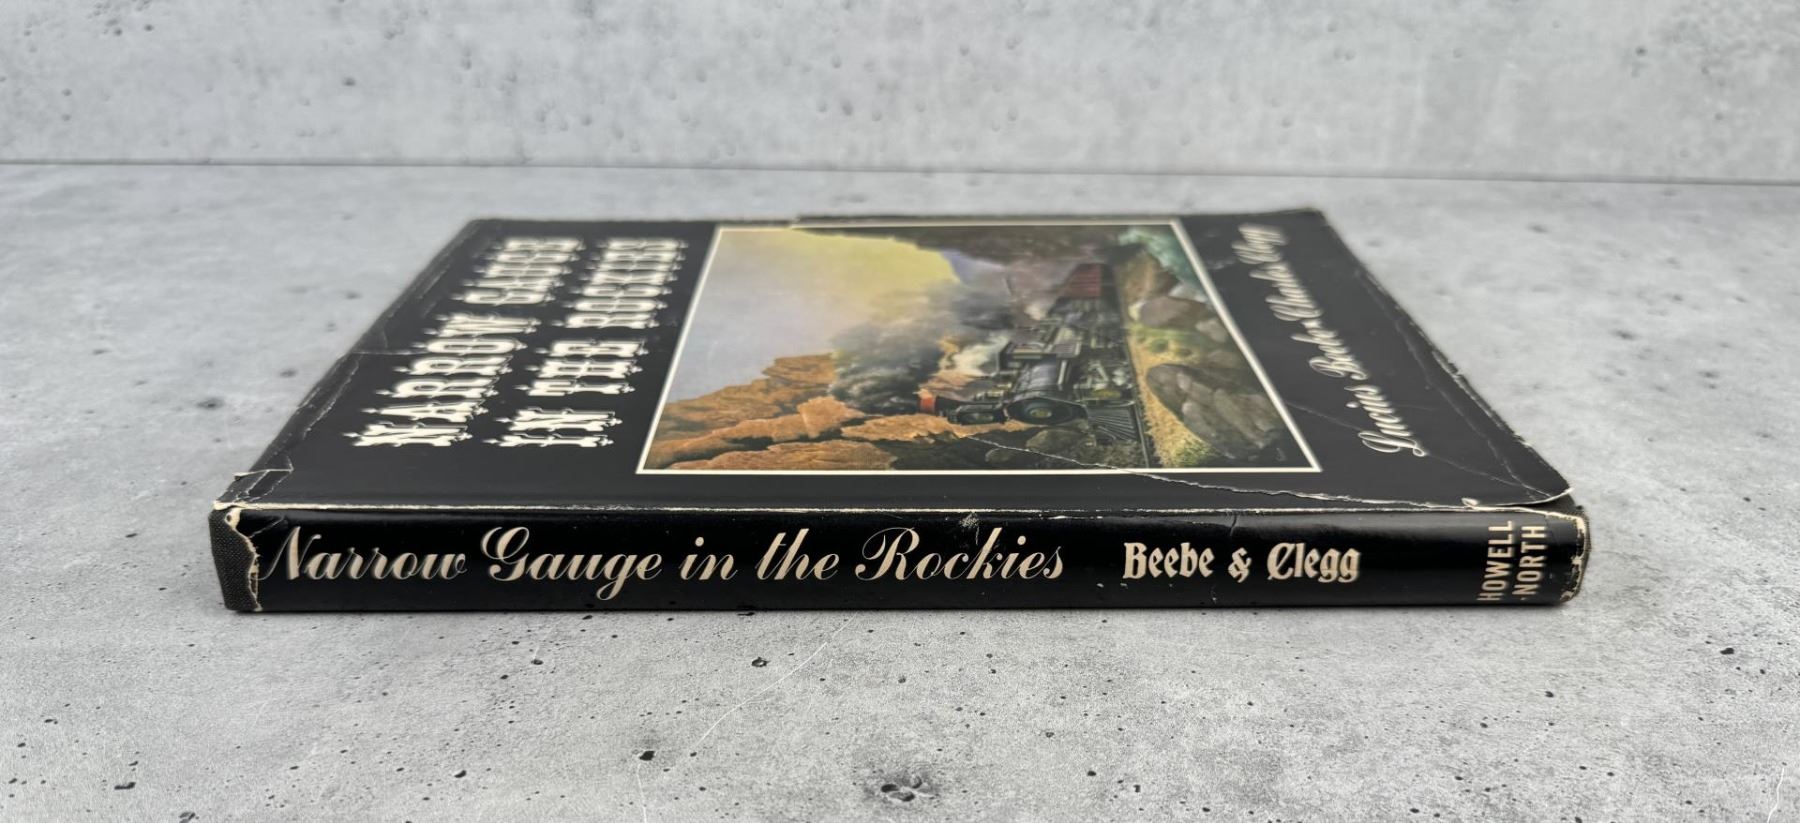 NARROW GAUGE
IN THE ROCKIES
Lucius Beebe Charles Clegg
Narrow Gauge in the Rockies
Beebe & Clegg
HOWELL
NORTH